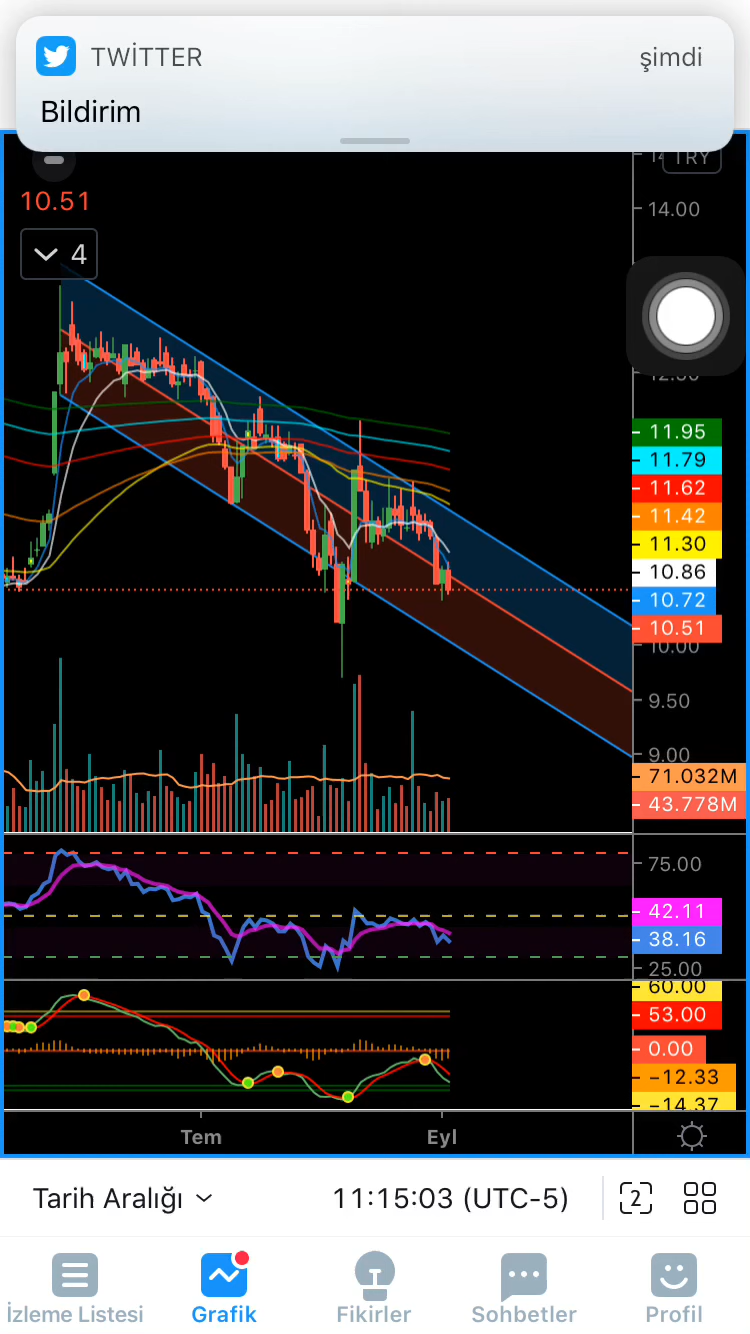 TWİTTER
şimdi
Bildirim
TRY
10.51
4
14.00
12.50
11.95
11.79
11.62
11.42
11.30
10.86
10.72
10.51
10.00
9.50
9.00
71.032M
43.778M
75.00
42.11
38.16
25.00
60.00
53.00
0.00
−12.33
−14.37
Tem
Eyl
Tarih Aralığı
11:15:03 (UTC-5)
2
İzleme Listesi
Grafik
Fikirler
Sohbetler
Profil